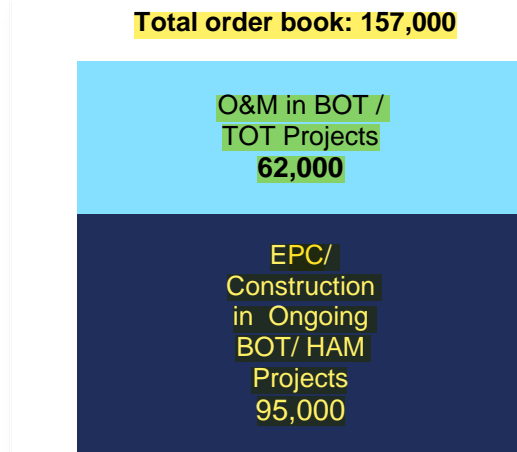 Total order book: 157,000
O&M in BOT /
TOT Projects
62,000
EPC/
Construction
in Ongoing
BOT/ HAM
Projects
95,000